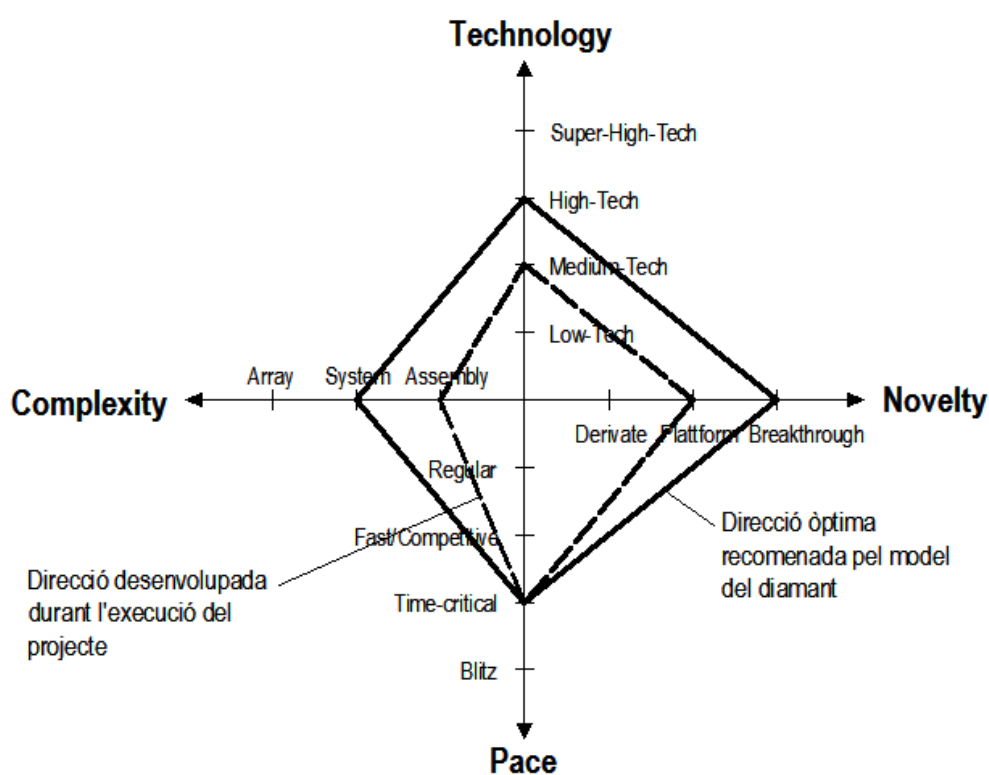 Technology
Super-High-Tech
High-Tech
Medium-Tech
Low-Tech
Array
System
Assembly
Complexity
Novelty
Derivate
Plattform
Breakthrough
Regular
Fast/Competitive
Time-critical
Blitz
Pace
Direcció desenvolupada
durant l'execució del
projecte
Direcció òptima
recomenada pel model
del diamant